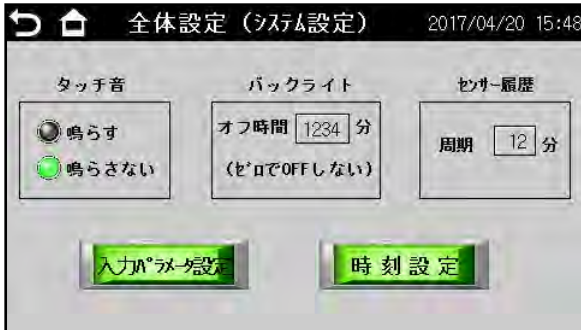 全体設定（ｼｽﾃﾑ設定） 2017/04/20 15:48
タッチ音
鳴らす
鳴らさない
バックライト
オフ時間 1234 分
(ｾﾞﾛでOFFしない)
ｾﾝｻｰ履歴
周期 12 分
入力ﾊﾟﾗﾒｰﾀ設定
時刻設定